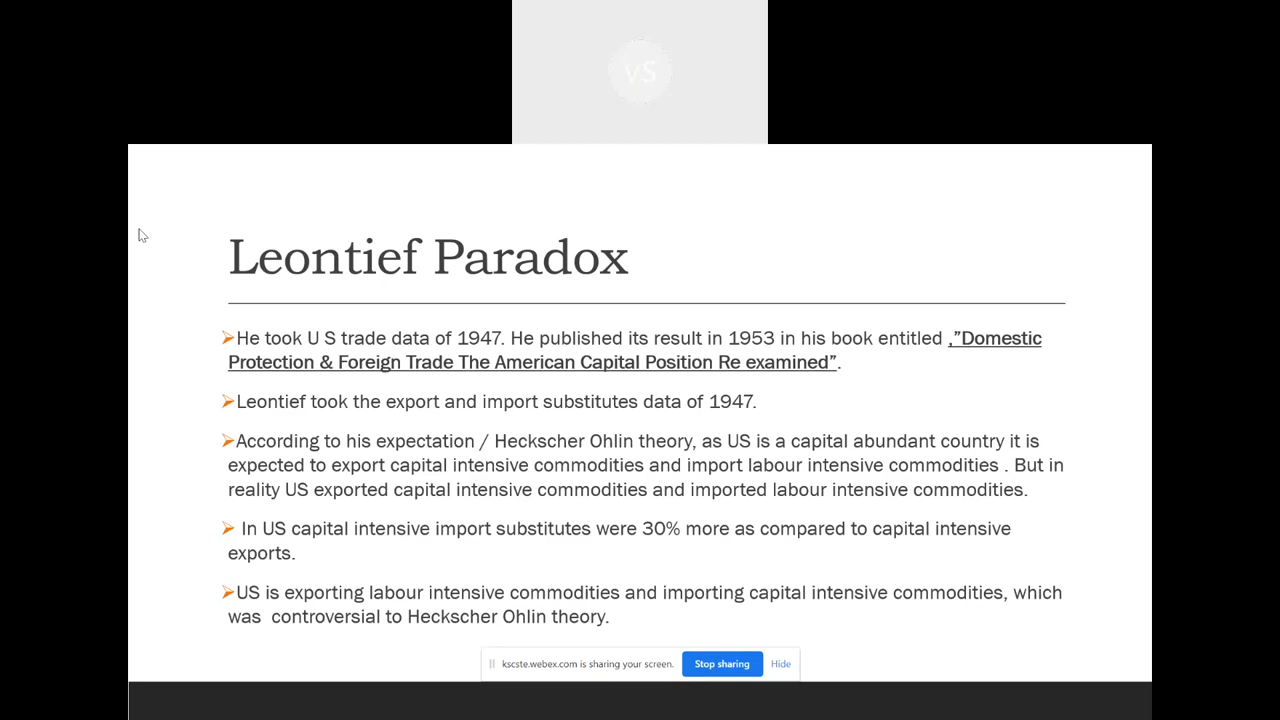 VS
Leontief Paradox
➢He took U S trade data of 1947. He published its result in 1953 in his book entitled ,”Domestic
Protection & Foreign Trade The American Capital Position Re examined”.
➢Leontief took the export and import substitutes data of 1947.
➢According to his expectation / Heckscher Ohlin theory, as US is a capital abundant country it is
expected to export capital intensive commodities and import labour intensive commodities . But in
reality US exported capital intensive commodities and imported labour intensive commodities.
➢ In US capital intensive import substitutes were 30% more as compared to capital intensive
exports.
➢US is exporting labour intensive commodities and importing capital intensive commodities, which
was  controversial to Heckscher Ohlin theory.
kscste.webex.com is sharing your screen. Stop sharing Hide